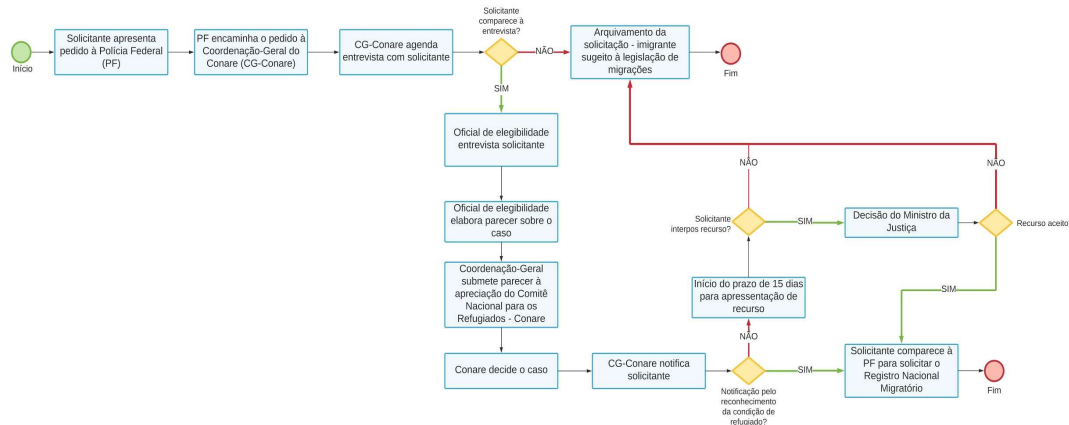 Início
Solicitante apresenta
pedido à Polícia Federal
(PF)
PF encaminha o pedido à
Coordenação-Geral do
Conare (CG-Conare)
CG-Conare agenda
entrevista com solicitante
Solicitante
comparece à
entrevista?
NÃO
Arquivamento da
solicitação - imigrante
sugeito à legislação de
migrações
Fim
SIM
Oficial de elegibilidade
entrevista solicitante
Oficial de elegibilidade
elabora parecer sobre o
caso
Coordenação-Geral
submete parecer à
apreciação do Comitê
Nacional para os
Refugiados - Conare
Conare decide o caso
CG-Conare notifica
solicitante
Notificação pelo
reconhecimento
da condição de
refugiado?
NÃO
Início do prazo de 15 dias
para apressentação de
recurso
Solicitante
interpos recurso?
NÃO
SIM
Decisão do Ministro da
Justiça
Recurso aceito
NÃO
SIM
SIM
Solicitante comparece à
PF para solicitar o
Registro Nacional
Migratório
Fim